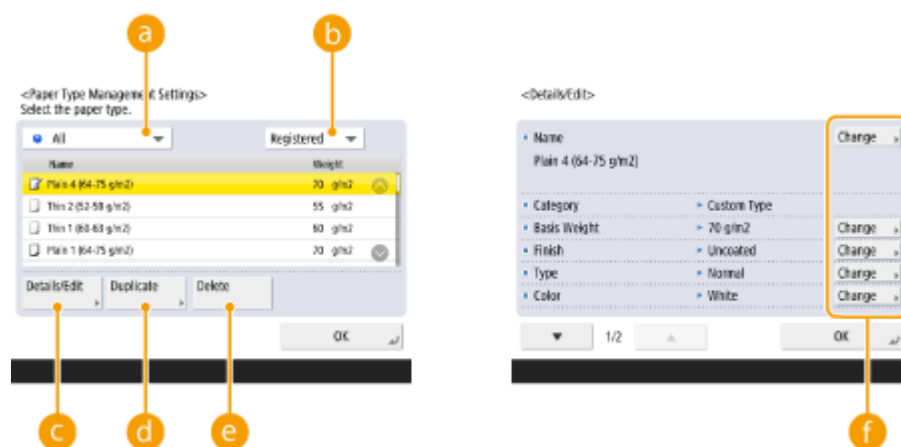 a
b
<Paper Type Management Settings>
Select the paper type.
All
Registered
Name Weight
Plain 4 (64-75 g/m2) 70 g/m2
Thin 2 (52-59 g/m2) 55 g/m2
Thin 1 (60-63 g/m2) 60 g/m2
Plain 1 (64-75 g/m2) 70 g/m2
Details/Edit Duplicate Delete
OK
c
d
e
<Details/Edit>
Name Change
Plain 4 (64-75 g/m2)
Category Custom Type
Basis Weight 70 g/m2 Change
Finish Uncoated Change
Type Normal Change
Color White Change
1/2 OK
f